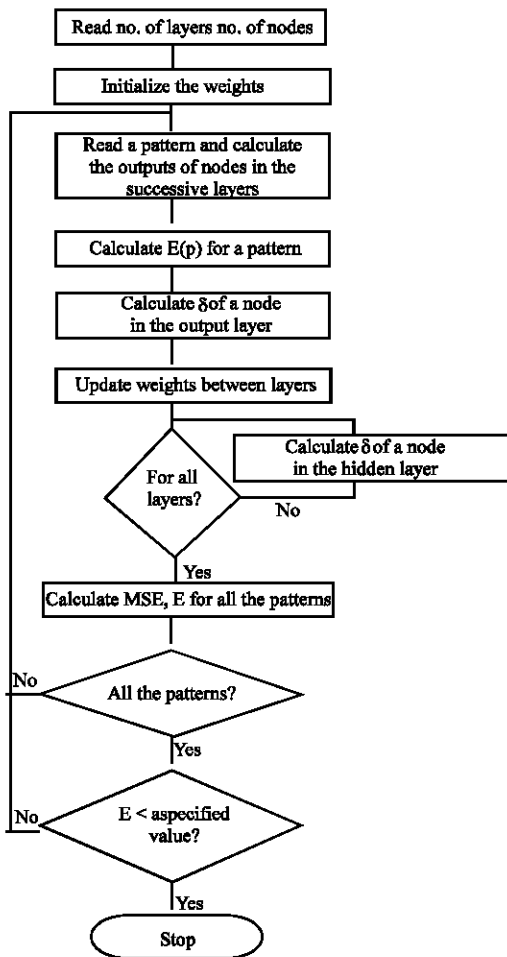 Read no. of layers no. of nodes
Initialize the weights
Read a pattern and calculate
the outputs of nodes in the
successive layers
Calculate E(p) for a pattern
Calculate δof a node
in the output layer
Update weights between layers
Calculate δ of a node
in the hidden layer
For all
layers?
No
Yes
Calculate MSE, E for all the patterns
No
All the patterns?
Yes
No
E < aspecified
value?
Yes
Stop